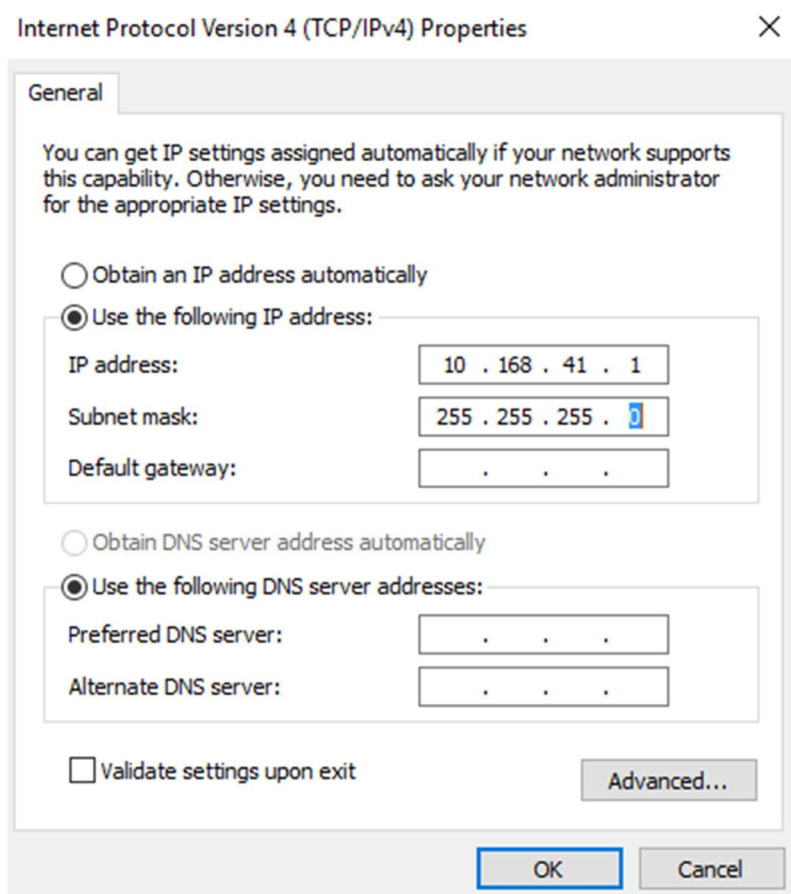 Internet Protocol Version 4 (TCP/IPv4) Properties
General
You can get IP settings assigned automatically if your network supports
this capability. Otherwise, you need to ask your network administrator
for the appropriate IP settings.
Obtain an IP address automatically
Use the following IP address:
IP address: 10 . 168 . 41 . 1
Subnet mask: 255 . 255 . 255 . 0
Default gateway: . . .
Obtain DNS server address automatically
Use the following DNS server addresses:
Preferred DNS server: . . .
Alternate DNS server: . . .
Validate settings upon exit
Advanced...
OK Cancel